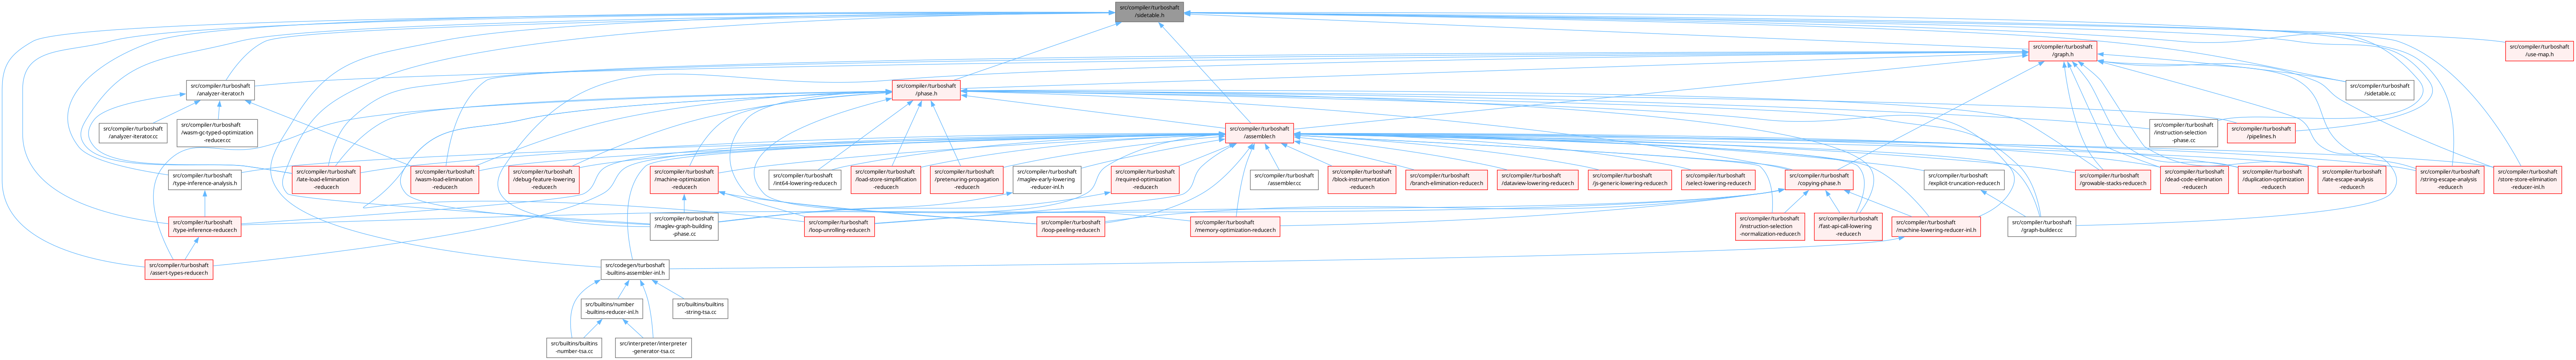 src/compiler/turboshaft
/sidetable.h
src/compiler/turboshaft
/graph.h
src/compiler/turboshaft
/use-map.h
src/compiler/turboshaft
/analyzer-iterator.h
src/compiler/turboshaft
/phase.h
src/compiler/turboshaft
/sidetable.cc
src/compiler/turboshaft
/analyzer-iterator.cc
src/compiler/turboshaft
/wasm-gc-typed-optimization
-reducer.cc
src/compiler/turboshaft
/assembler.h
src/compiler/turboshaft
/instruction-selection
-phase.cc
src/compiler/turboshaft
/pipelines.h
src/compiler/turboshaft
/type-inference-analysis.h
src/compiler/turboshaft
/late-load-elimination
-reducer.h
src/compiler/turboshaft
/wasm-load-elimination
-reducer.h
src/compiler/turboshaft
/debug-feature-lowering
-reducer.h
src/compiler/turboshaft
/machine-optimization
-reducer.h
src/compiler/turboshaft
/int64-lowering-reducer.h
src/compiler/turboshaft
/load-store-simplification
-reducer.h
src/compiler/turboshaft
/pretenuring-propagation
-reducer.h
src/compiler/turboshaft
/maglev-early-lowering
-reducer-inl.h
src/compiler/turboshaft
/required-optimization
-reducer.h
src/compiler/turboshaft
/assembler.cc
src/compiler/turboshaft
/block-instrumentation
-reducer.h
src/compiler/turboshaft
/branch-elimination-reducer.h
src/compiler/turboshaft
/dataview-lowering-reducer.h
src/compiler/turboshaft
/js-generic-lowering-reducer.h
src/compiler/turboshaft
/select-lowering-reducer.h
src/compiler/turboshaft
/copying-phase.h
src/compiler/turboshaft
/explicit-truncation-reducer.h
src/compiler/turboshaft
/growable-stacks-reducer.h
src/compiler/turboshaft
/dead-code-elimination
-reducer.h
src/compiler/turboshaft
/duplication-optimization
-reducer.h
src/compiler/turboshaft
/late-escape-analysis
-reducer.h
src/compiler/turboshaft
/string-escape-analysis
-reducer.h
src/compiler/turboshaft
/store-store-elimination
-reducer-inl.h
src/compiler/turboshaft
/type-inference-reducer.h
src/compiler/turboshaft
/maglev-graph-building
-phase.cc
src/compiler/turboshaft
/loop-unrolling-reducer.h
src/compiler/turboshaft
/loop-peeling-reducer.h
src/compiler/turboshaft
/memory-optimization-reducer.h
src/compiler/turboshaft
/instruction-selection
-normalization-reducer.h
src/compiler/turboshaft
/fast-api-call-lowering
-reducer.h
src/compiler/turboshaft
/machine-lowering-reducer-inl.h
src/compiler/turboshaft
/graph-builder.cc
src/compiler/turboshaft
/assert-types-reducer.h
src/codegen/turboshaft
-builtins-assembler-inl.h
src/builtins/number
-builtins-reducer-inl.h
src/builtins/builtins
-string-tsa.cc
src/builtins/builtins
-number-tsa.cc
src/interpreter/interpreter
-generator-tsa.cc